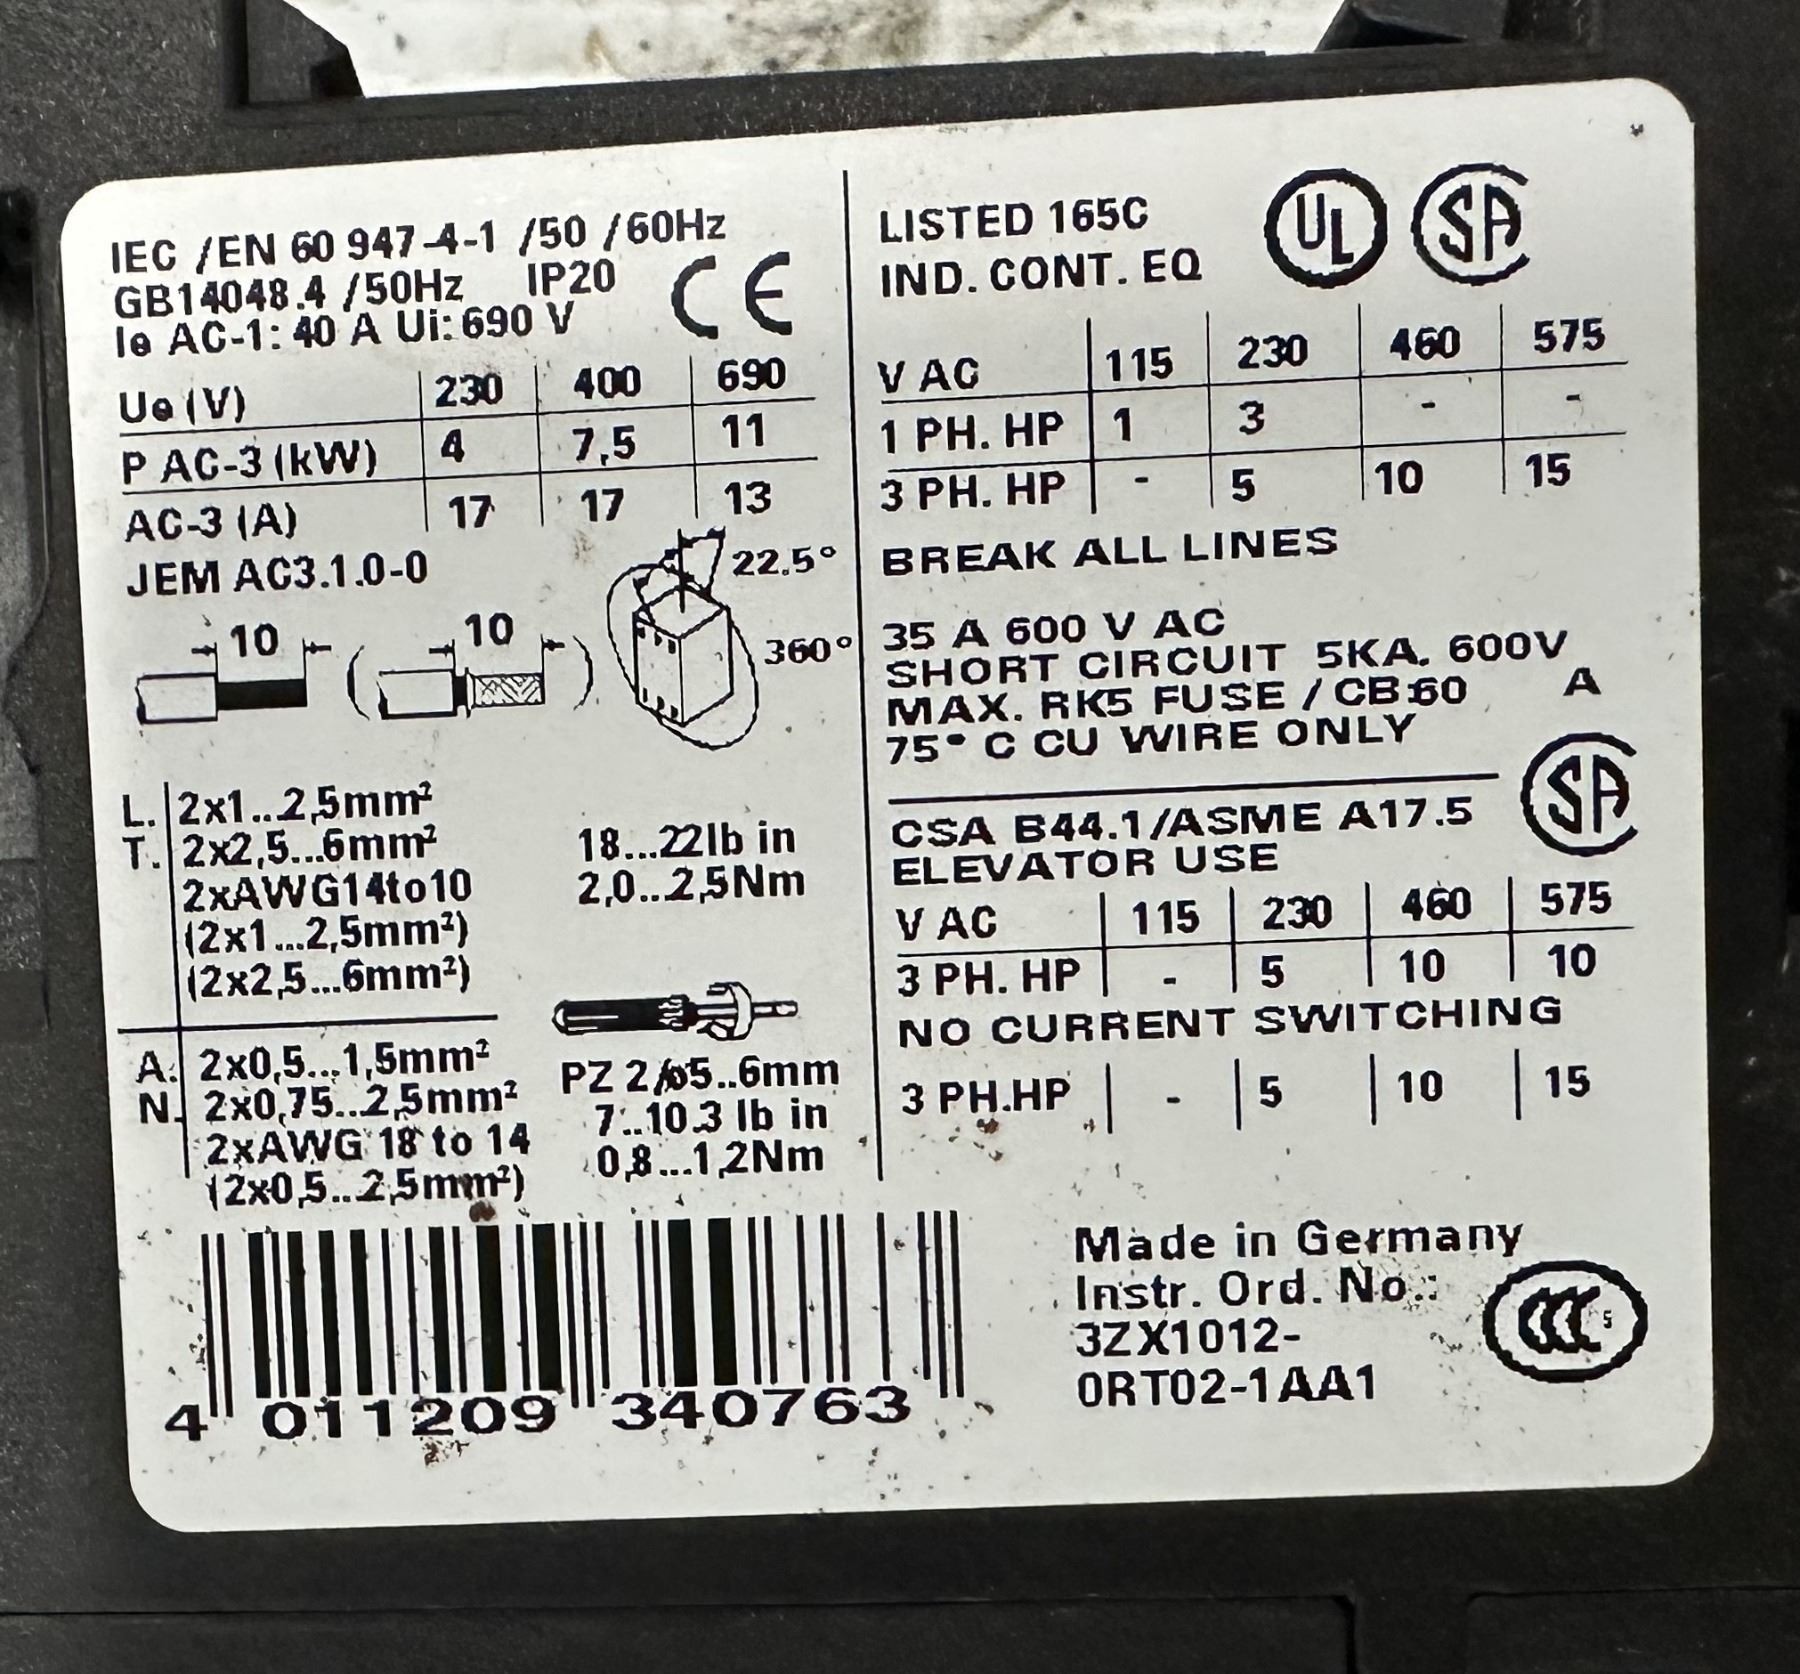 IEC /EN 60 947-4-1 /50 /60Hz
GB14048.4 /50Hz IP20
CE
Ie AC-1: 40 A Ui: 690 V
Ue (V) 230 400 690
P AC-3 (kW) 4 7,5 11
AC-3 (A) 17 17 13
JEM AC3.1.0-0
22.5°
10 ( 10 )
360°
L. 2x1...2,5mm²
T. 2x2,5...6mm²
2xAWG14to10
(2x1...2,5mm²)
(2x2,5...6mm²)
18...22lb in
2,0...2,5Nm
A. 2x0,5...1,5mm²
N. 2x0,75...2,5mm²
2xAWG 18 to 14
(2x0,5...2,5mm²)
PZ 2/ø5..6mm
7...10.3 lb in
0,8...1,2Nm
4 011209 340763
LISTED 165C
IND. CONT. EQ
UL SA
V AC 115 230 460 575
1 PH. HP 1 3 - -
3 PH. HP - 5 10 15
BREAK ALL LINES
35 A 600 V AC
SHORT CIRCUIT 5KA. 600V
MAX. RK5 FUSE / CB:60 A
75° C CU WIRE ONLY
SA
CSA B44.1/ASME A17.5
ELEVATOR USE
V AC 115 230 460 575
3 PH. HP - 5 10 10
NO CURRENT SWITCHING
3 PH.HP - 5 10 15
Made in Germany
Instr. Ord. No.:
3ZX1012-
0RT02-1AA1
CCC S